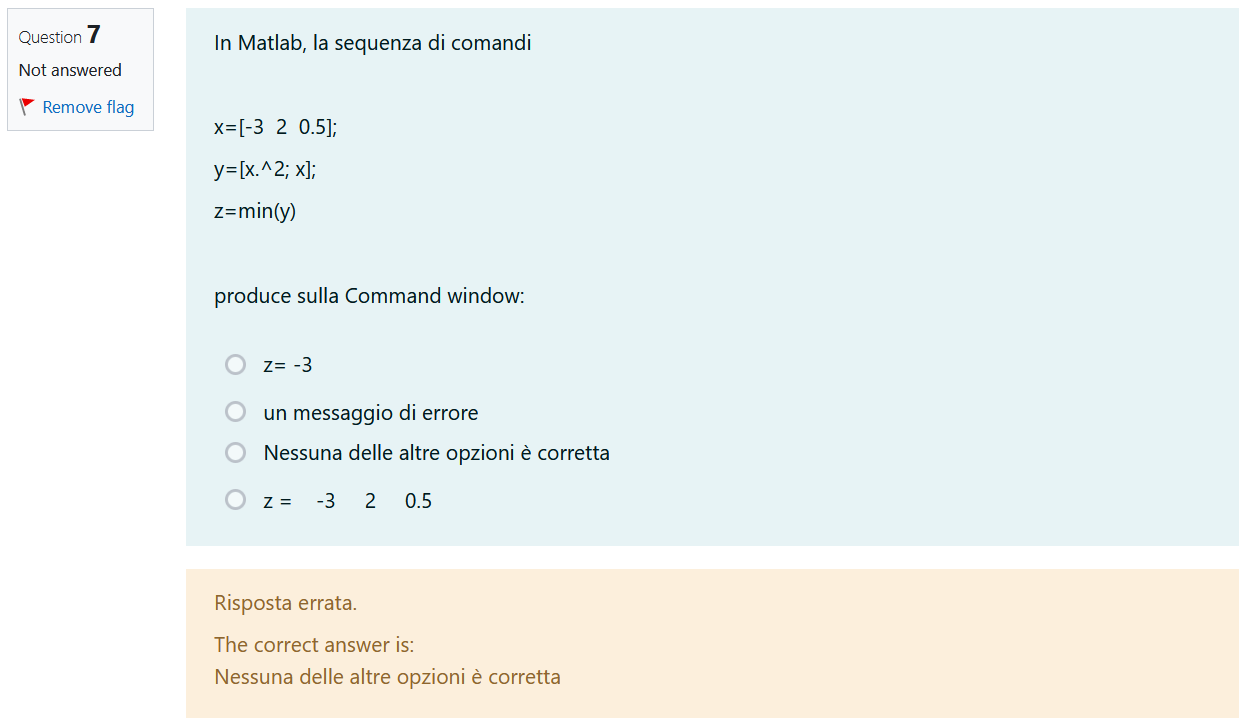 Question 7
Not answered
Remove flag
In Matlab, la sequenza di comandi
x=[-3  2  0.5];
y=[x.^2; x];
z=min(y)
produce sulla Command window:
z= -3
un messaggio di errore
Nessuna delle altre opzioni è corretta
z =    -3     2     0.5
Risposta errata.
The correct answer is:
Nessuna delle altre opzioni è corretta